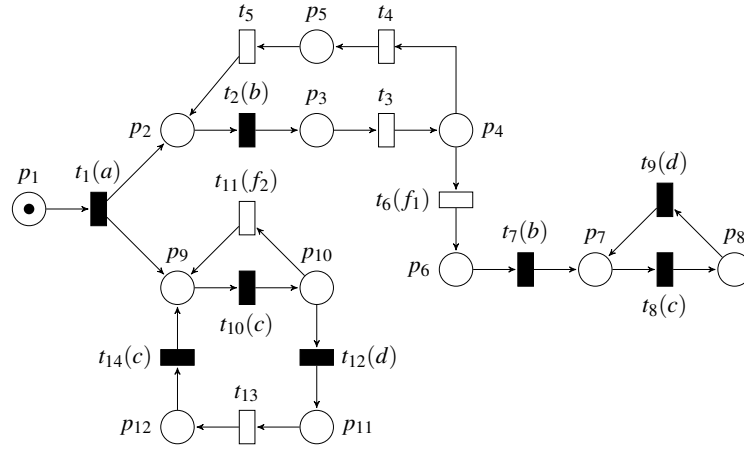 t5 p5 t4
t2(b)
p2 p3 t3 p4
t9(d)
p1 t1(a) t11(f2) t6(f1)
t7(b) p7 p8
p9 p10 p6
t10(c) t8(c)
t14(c) t12(d)
t13
p12 p11